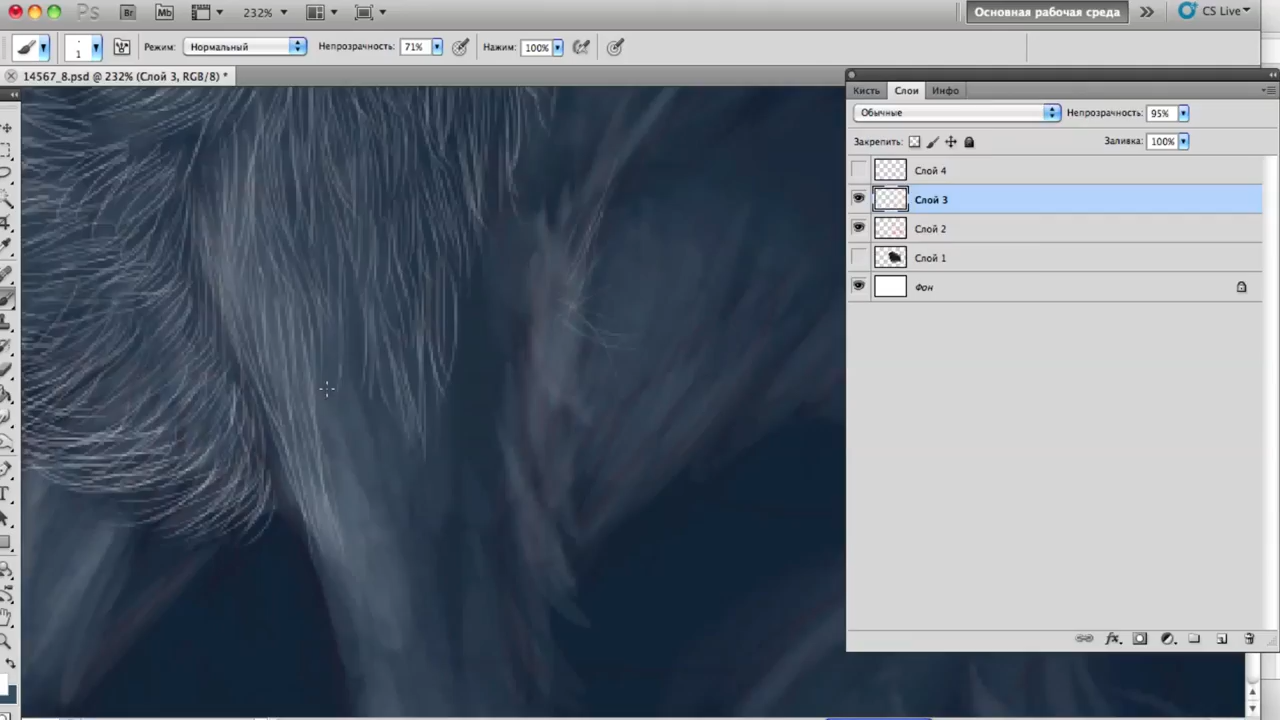 Ps Br Mb 232% Основная рабочая среда CS Live
1 Режим: Нормальный Непрозрачность: 71% Нажим: 100%
14567_8.psd @ 232% (Слой 3, RGB/8) *
Кисть Слои Инфо
Обычные Непрозрачность: 95%
Закрепить: Заливка: 100%
Слой 4
Слой 3
Слой 2
Слой 1
Фон
fx.
T